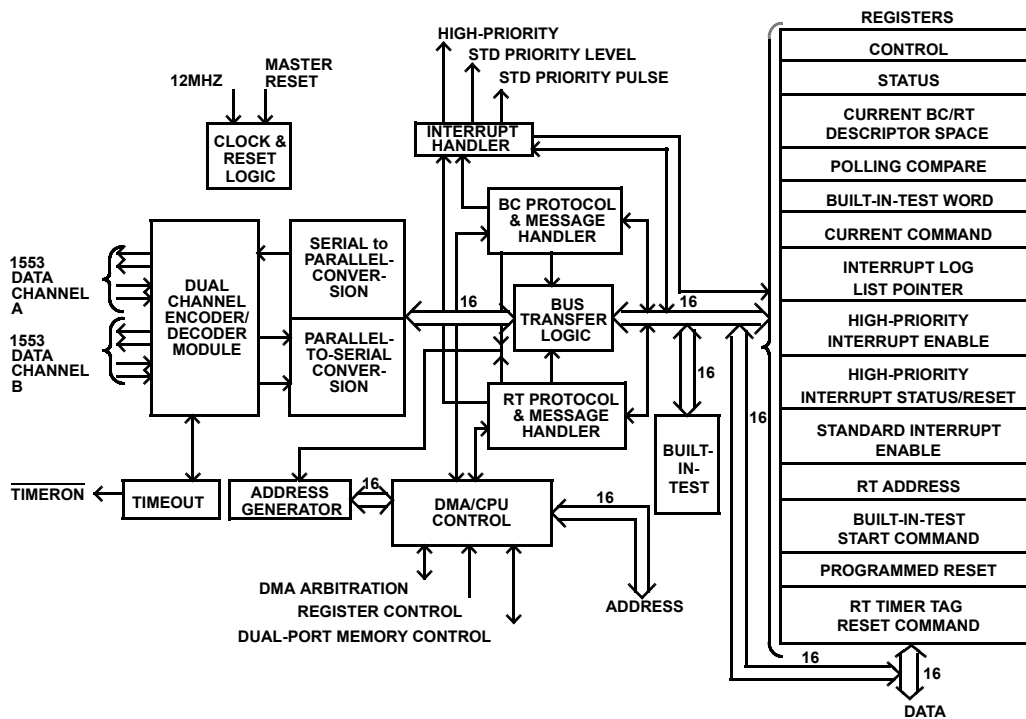 REGISTERS
CONTROL
STATUS
CURRENT BC/RT
DESCRIPTOR SPACE
POLLING COMPARE
BUILT-IN-TEST WORD
CURRENT COMMAND
INTERRUPT LOG
LIST POINTER
HIGH-PRIORITY
INTERRUPT ENABLE
HIGH-PRIORITY
INTERRUPT STATUS/RESET
STANDARD INTERRUPT
ENABLE
RT ADDRESS
BUILT-IN-TEST
START COMMAND
PROGRAMMED RESET
RT TIMER TAG
RESET COMMAND
HIGH-PRIORITY
STD PRIORITY LEVEL
STD PRIORITY PULSE
12MHZ
MASTER
RESET
CLOCK &
RESET
LOGIC
INTERRUPT
HANDLER
BC PROTOCOL
& MESSAGE
HANDLER
1553
DATA
CHANNEL
A
1553
DATA
CHANNEL
B
DUAL
CHANNEL
ENCODER/
DECODER
MODULE
SERIAL to
PARALLEL-
CONVER-
SION
PARALLEL-
TO-SERIAL
CONVER-
SION
16
BUS
TRANSFER
LOGIC
16
RT PROTOCOL
& MESSAGE
HANDLER
16
16
BUILT-
IN-
TEST
TIMERON
TIMEOUT
ADDRESS
GENERATOR
16
DMA/CPU
CONTROL
16
DMA ARBITRATION
REGISTER CONTROL
DUAL-PORT MEMORY CONTROL
ADDRESS
16
16
DATA